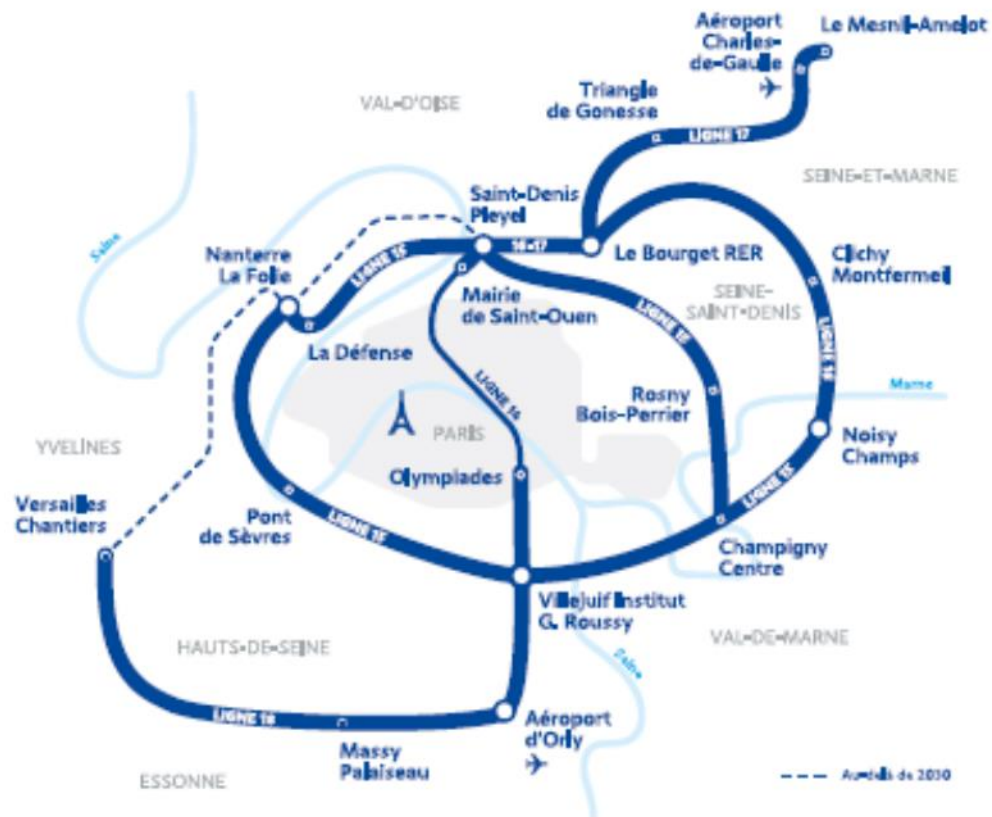 Aéroport
Charles-
de-Gaulle
Le Mesnil-Amelot
Triangle
de Gonesse
VAL-D'OISE
LIGNE 17
SEINE-ET-MARNE
Saint-Denis
Pleyel
Seine
Nanterre
La Folie
LIGNE 15
16-17
Le Bourget RER
Clichy
Montfermeil
Mairie
de Saint-Ouen
SEINE-
SAINT-DENIS
LIGNE 15
LIGNE 16
La Défense
LIGNE 14
Rosny
Bois-Perrier
Marne
PARIS
YVELINES
Noisy
Champs
Olympiades
LIGNE 15
Versailles
Chantiers
Pont
de Sèvres
LIGNE 15
Champigny
Centre
Villejuif Institut
G. Roussy
HAUTS-DE-SEINE
VAL-DE-MARNE
Seine
LIGNE 18
Aéroport
d'Orly
Massy
Palaiseau
ESSONNE
Au-delà de 2030